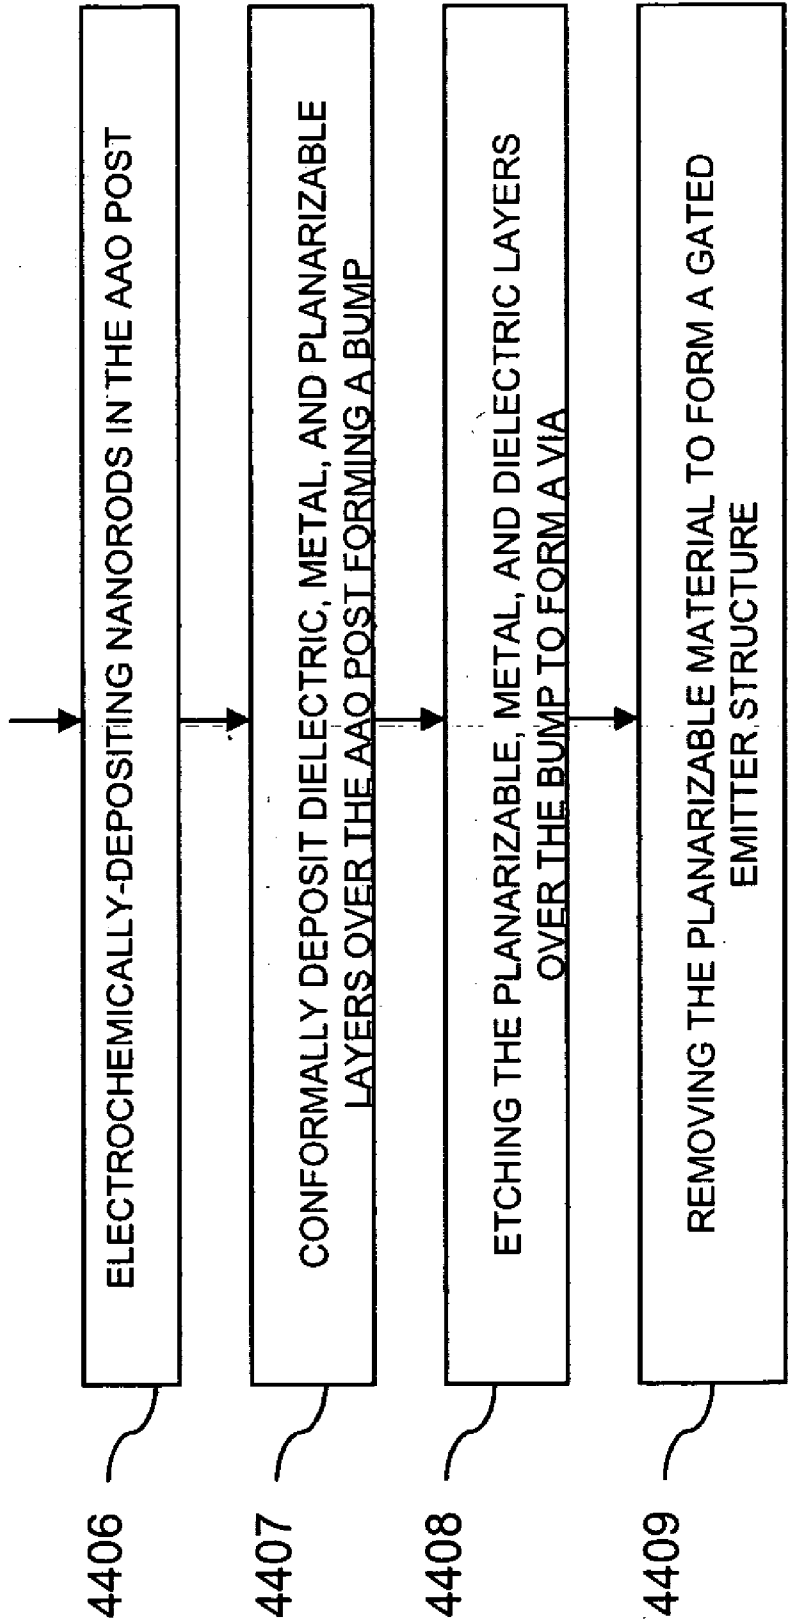 4406
ELECTROCHEMICALLY-DEPOSITING NANORODS IN THE AAO POST
4407
CONFORMALLY DEPOSIT DIELECTRIC, METAL, AND PLANARIZABLE
LAYERS OVER THE AAO POST FORMING A BUMP
4408
ETCHING THE PLANARIZABLE, METAL, AND DIELECTRIC LAYERS
OVER THE BUMP TO FORM A VIA
4409
REMOVING THE PLANARIZABLE MATERIAL TO FORM A GATED
EMITTER STRUCTURE